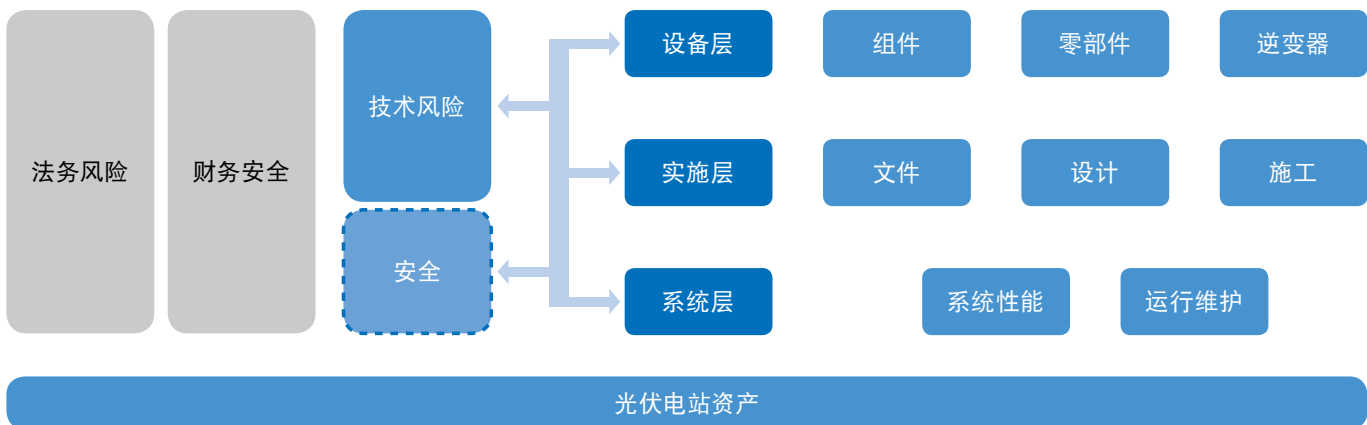 法务风险
财务安全
技术风险
安全
设备层
组件
零部件
逆变器
实施层
文件
设计
施工
系统层
系统性能
运行维护
光伏电站资产